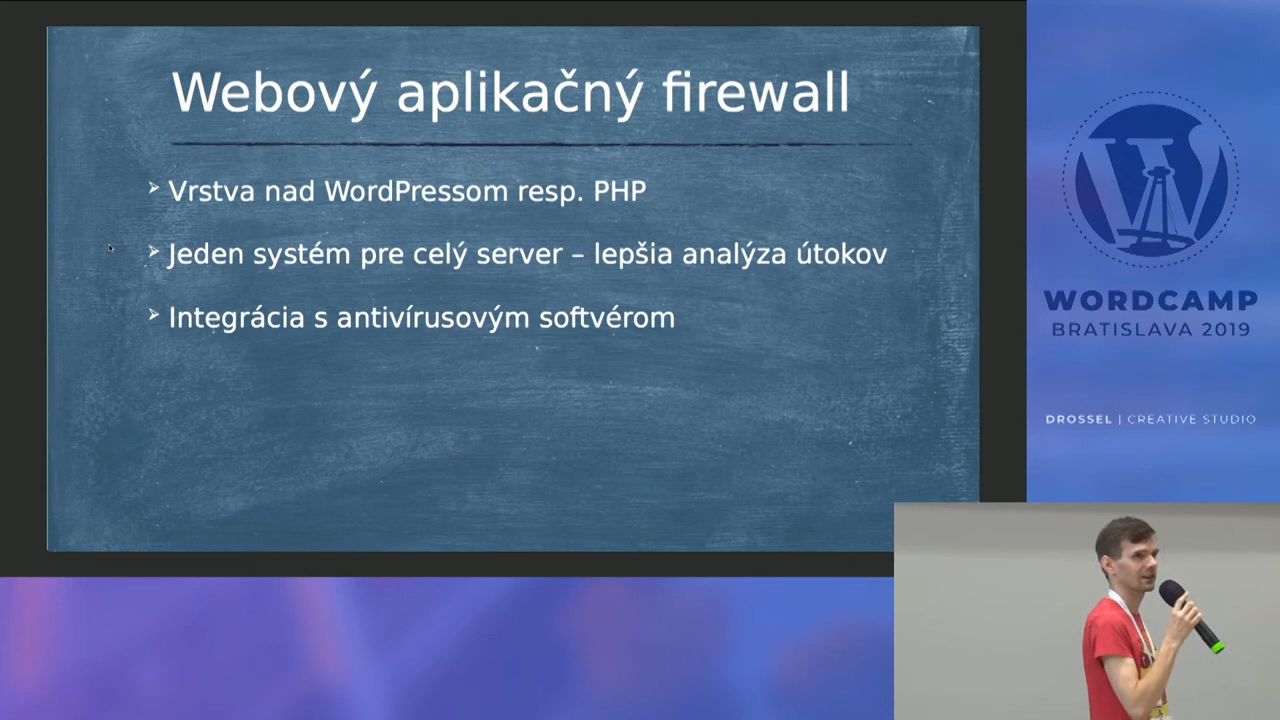 Webový aplikačný firewall
Vrstva nad WordPressom resp. PHP
Jeden systém pre celý server – lepšia analýza útokov
Integrácia s antivírusovým softvérom
WORDCAMP
BRATISLAVA 2019
DROSSEL | CREATIVE STUDIO